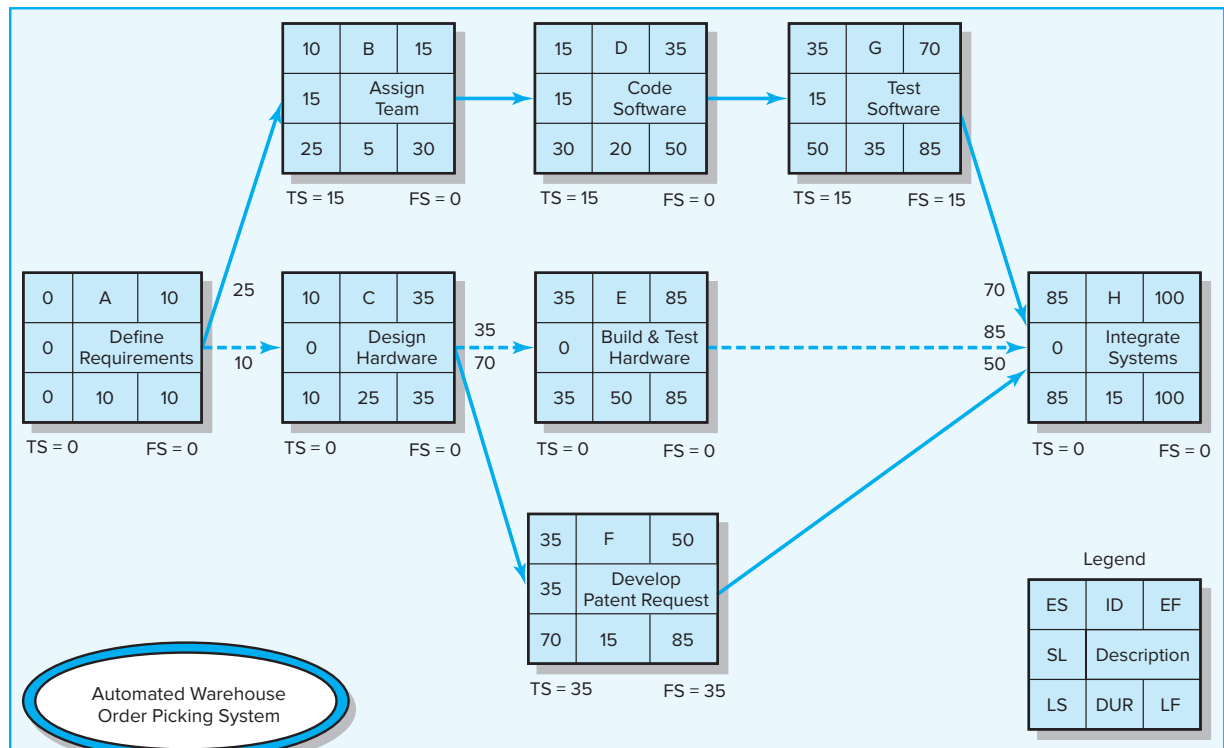 10 B 15
15 Assign
Team
25 5 30
TS = 15 FS = 0
15 D 35
15 Code
Software
30 20 50
TS = 15 FS = 0
35 G 70
15 Test
Software
50 35 85
TS = 15 FS = 15
0 A 10
0 Define
Requirements
0 10 10
TS = 0 FS = 0
25
10
10 C 35
0 Design
Hardware
10 25 35
TS = 0 FS = 0
35
70
35 E 85
0 Build & Test
Hardware
35 50 85
TS = 0 FS = 0
70
85
50
85 H 100
0 Integrate
Systems
85 15 100
TS = 0 FS = 0
35 F 50
35 Develop
Patent Request
70 15 85
TS = 35 FS = 35
Legend
ES ID EF
SL Description
LS DUR LF
Automated Warehouse
Order Picking System